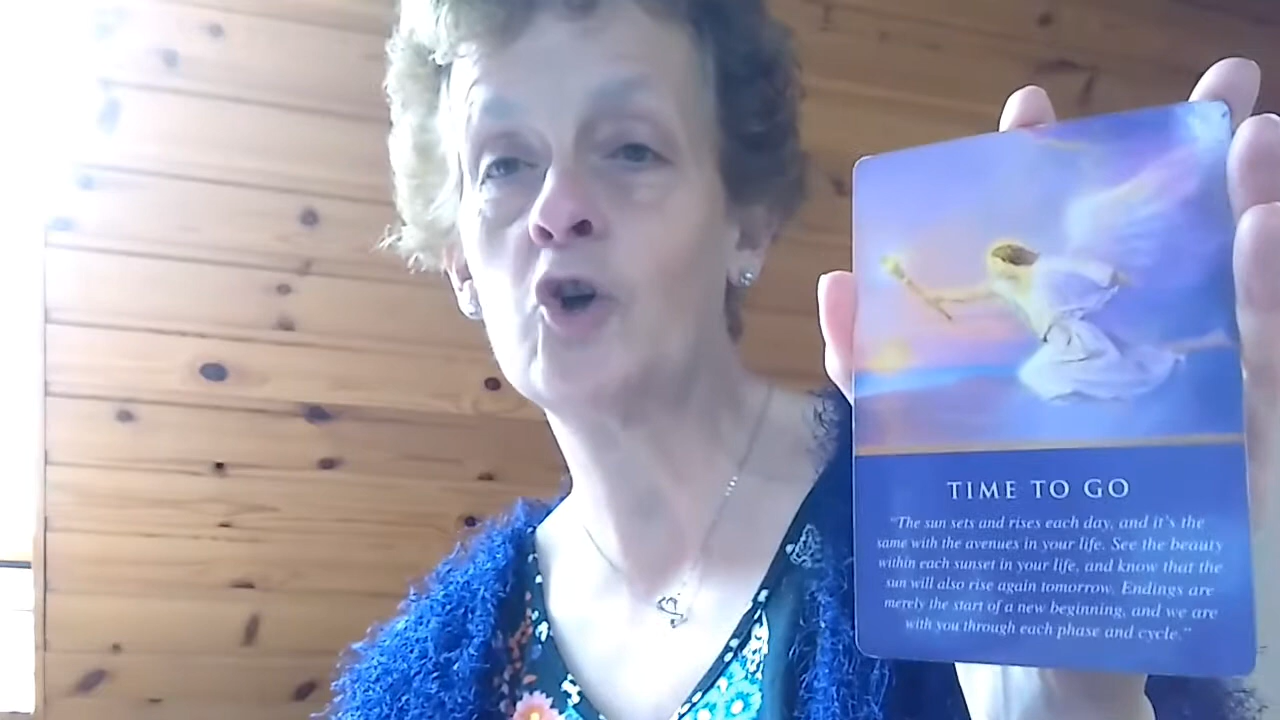 TIME TO GO
"The sun sets and rises each day, and it's the
same with the avenues in your life. See the beauty
within each sunset in your life, and know that the
sun will also rise again tomorrow. Endings are
merely the start of a new beginning, and we are
with you through each phase and cycle."